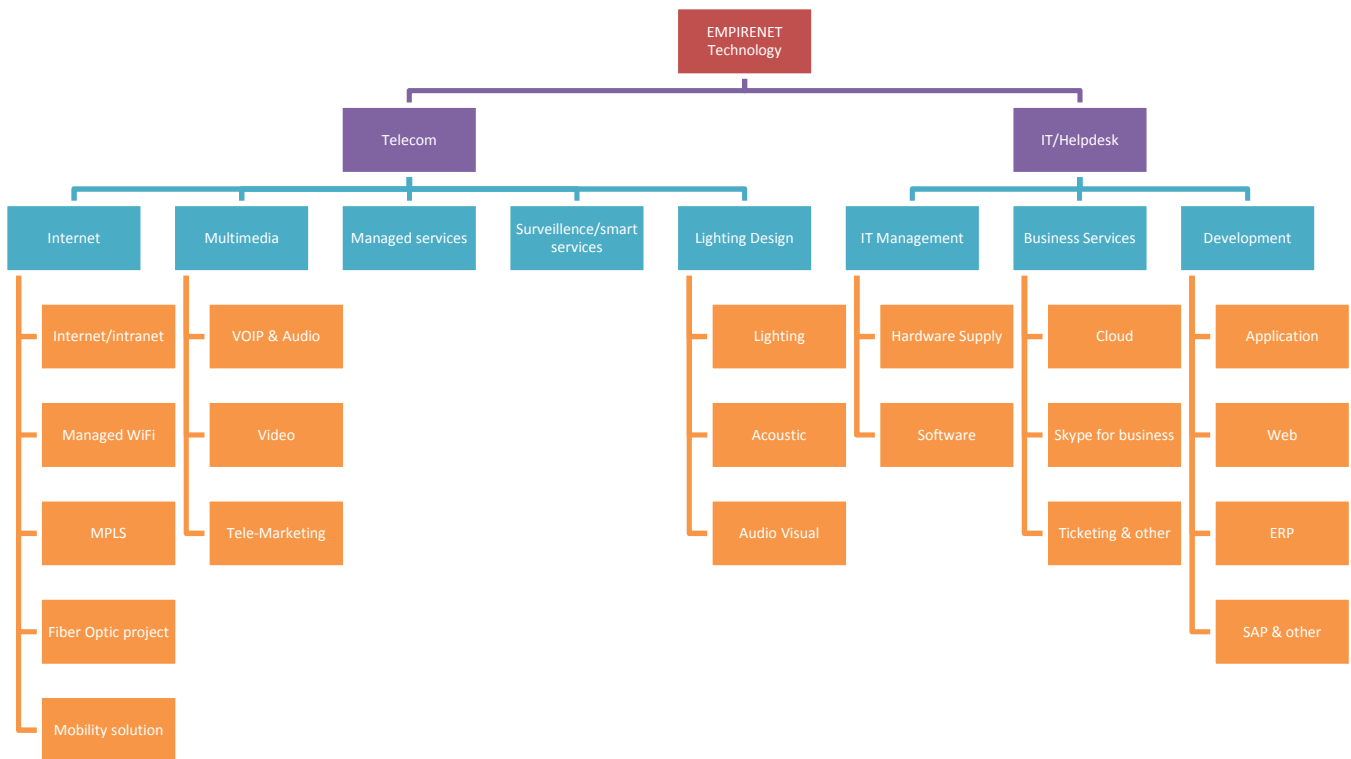 EMPIRENET
Technology
Telecom
IT/Helpdesk
Internet
Multimedia
Managed services
Surveillence/smart
services
Lighting Design
IT Management
Business Services
Development
Internet/intranet
VOIP & Audio
Lighting
Hardware Supply
Cloud
Application
Managed WiFi
Video
Acoustic
Software
Skype for business
Web
MPLS
Tele-Marketing
Audio Visual
Ticketing & other
ERP
Fiber Optic project
SAP & other
Mobility solution